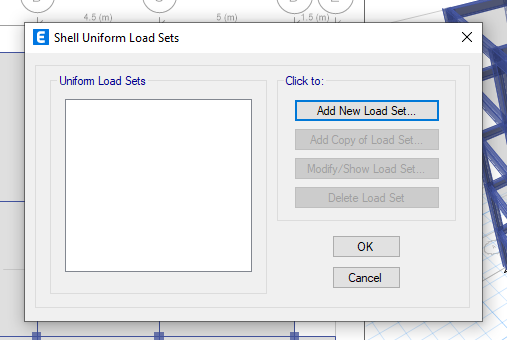 4.5 (m) 5 (m) 1.5 (m)
E Shell Uniform Load Sets
Uniform Load Sets
Click to:
Add New Load Set...
Add Copy of Load Set...
Modify/Show Load Set...
Delete Load Set
OK
Cancel